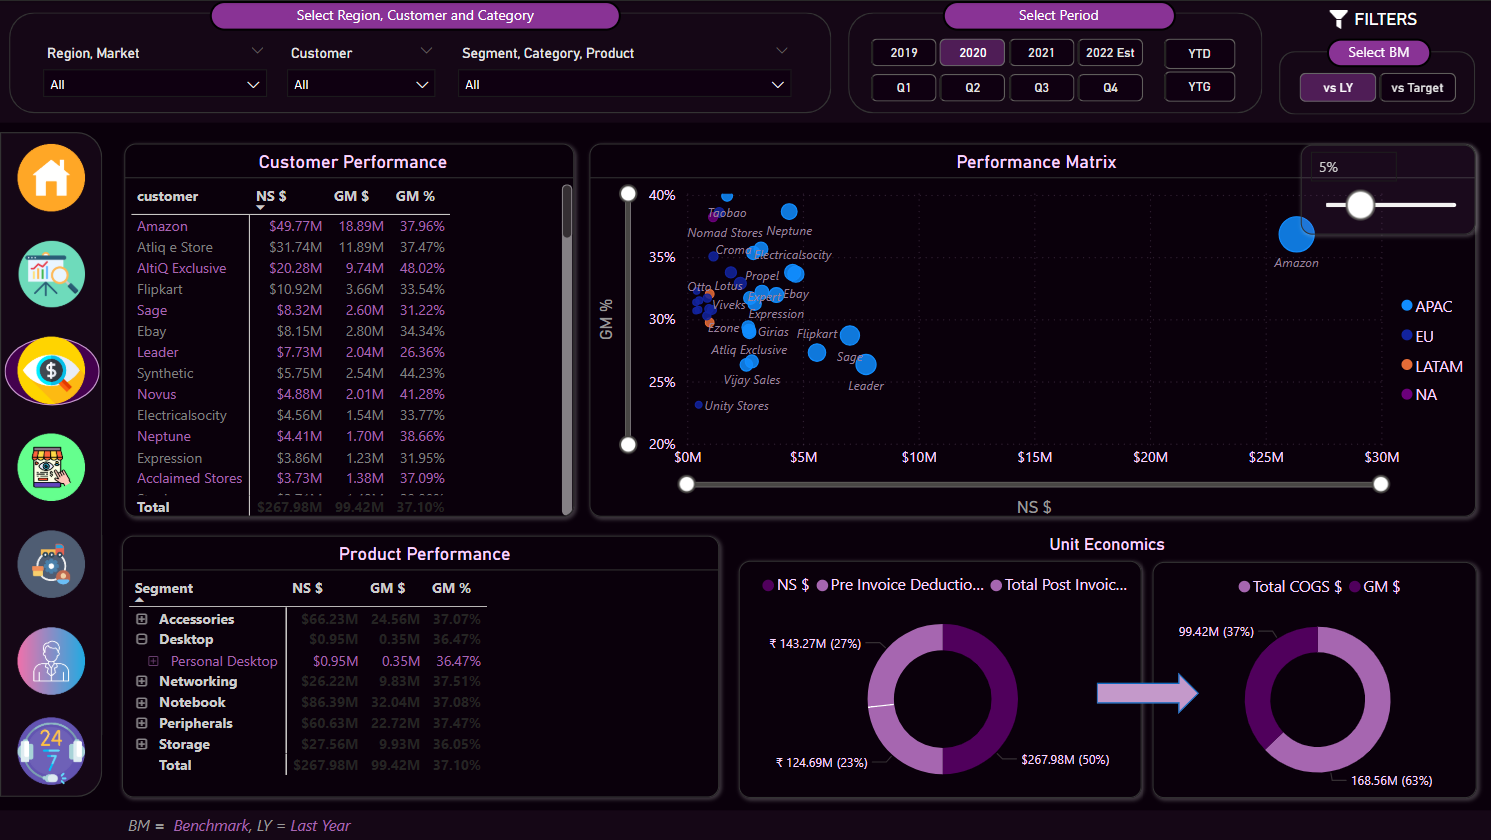 Select Region, Customer and Category
Select Period
FILTERS
Region, Market
Customer
Segment, Category, Product
All
All
All
2019 2020 2021 2022 Est YTD
Q1 Q2 Q3 Q4 YTG
Select BM
vs LY vs Target
Customer Performance
customer NS $ GM $ GM %
Amazon $49.77M 18.89M 37.96%
Atliq e Store $31.74M 11.89M 37.47%
AltiQ Exclusive $20.28M 9.74M 48.02%
Flipkart $10.92M 3.66M 33.54%
Sage $8.32M 2.60M 31.22%
Ebay $8.15M 2.80M 34.34%
Leader $7.73M 2.04M 26.36%
Synthetic $5.75M 2.54M 44.23%
Novus $4.88M 2.01M 41.28%
Electricalsocity $4.56M 1.54M 33.77%
Neptune $4.41M 1.70M 38.66%
Expression $3.86M 1.23M 31.95%
Acclaimed Stores $3.73M 1.38M 37.09%
Total $267.98M 99.42M 37.10%
Performance Matrix
5%
40%
35%
30%
25%
20%
GM %
Taobao
Nomad Stores Neptune
Croma Electricalsocity
Propel
Otto Lotus Expert Ebay
Viveks Expression
Ezone Girias Flipkart
Atliq Exclusive Sage
Vijay Sales Leader
Unity Stores
Amazon
APAC
EU
LATAM
NA
$0M $5M $10M $15M $20M $25M $30M
NS $
Product Performance
Segment NS $ GM $ GM %
Accessories $66.23M 24.56M 37.07%
Desktop $0.95M 0.35M 36.47%
Personal Desktop $0.95M 0.35M 36.47%
Networking $26.22M 9.83M 37.51%
Notebook $86.39M 32.04M 37.08%
Peripherals $60.63M 22.72M 37.47%
Storage $27.56M 9.93M 36.05%
Total $267.98M 99.42M 37.10%
Unit Economics
NS $ Pre Invoice Deductio... Total Post Invoic...
₹ 143.27M (27%)
₹ 124.69M (23%)
$267.98M (50%)
Total COGS $ GM $
99.42M (37%)
168.56M (63%)
24
7
BM = Benchmark, LY = Last Year